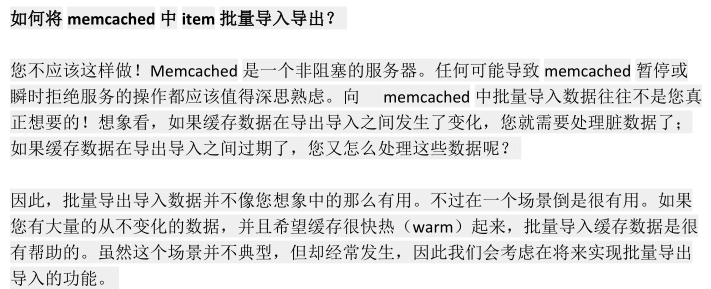 如何将 memcached 中 item 批量导入导出？
您不应该这样做！Memcached 是一个非阻塞的服务器。任何可能导致 memcached 暂停或
瞬时拒绝服务的操作都应该值得深思熟虑。向 memcached 中批量导入数据往往不是您真
正想要的！想象看，如果缓存数据在导出导入之间发生了变化，您就需要处理脏数据了；
如果缓存数据在导出导入之间过期了，您又怎么处理这些数据呢？
因此，批量导出导入数据并不像您想象中的那么有用。不过在一个场景倒是很有用。如果
您有大量的从不变化的数据，并且希望缓存很快热（warm）起来，批量导入缓存数据是很
有帮助的。虽然这个场景并不典型，但却经常发生，因此我们会考虑在将来实现批量导出
导入的功能。